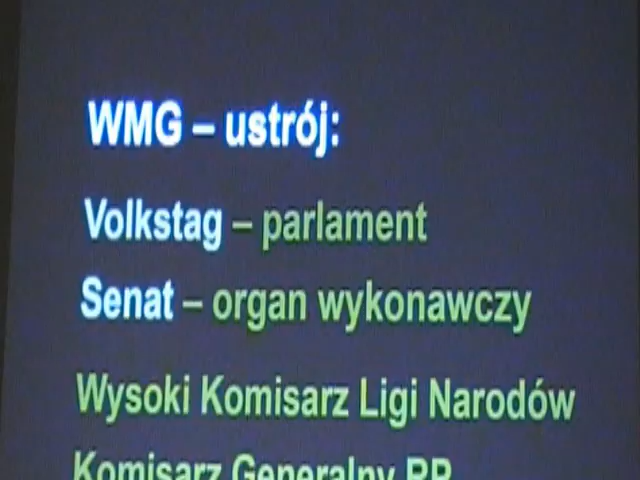 WMG – ustrój:
Volkstag – parlament
Senat – organ wykonawczy
Wysoki Komisarz Ligi Narodów
Komisarz Generalny RP